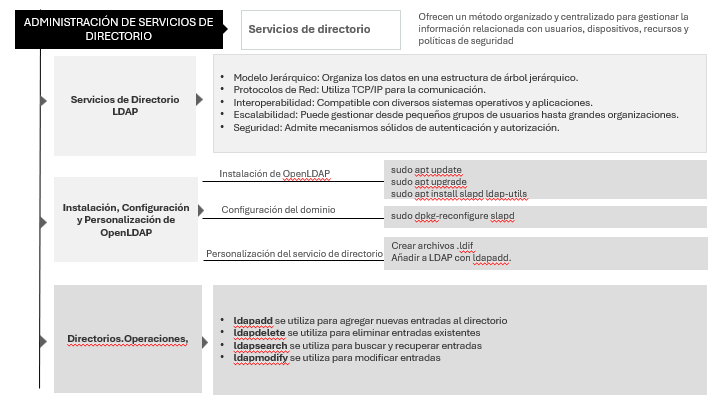 ADMINISTRACIÓN DE SERVICIOS DE
DIRECTORIO
Servicios de directorio
Ofrecen un método organizado y centralizado para gestionar la
información relacionada con usuarios, dispositivos, recursos y
políticas de seguridad
Servicios de Directorio
LDAP
• Modelo Jerárquico: Organiza los datos en una estructura de árbol jerárquico.
• Protocolos de Red: Utiliza TCP/IP para la comunicación.
• Interoperabilidad: Compatible con diversos sistemas operativos y aplicaciones.
• Escalabilidad: Puede gestionar desde pequeños grupos de usuarios hasta grandes organizaciones.
• Seguridad: Admite mecanismos sólidos de autenticación y autorización.
Instalación, Configuración
y Personalización de
OpenLDAP
Instalación de OpenLDAP
sudo apt update
sudo apt upgrade
sudo apt install slapd ldap-utils
Configuración del dominio
sudo dpkg-reconfigure slapd
Personalización del servicio de directorio
Crear archivos .ldif
Añadir a LDAP con ldapadd.
Directorios.Operaciones,
• ldapadd se utiliza para agregar nuevas entradas al directorio
• ldapdelete se utiliza para eliminar entradas existentes
• ldapsearch se utiliza para buscar y recuperar entradas
• ldapmodify se utiliza para modificar entradas